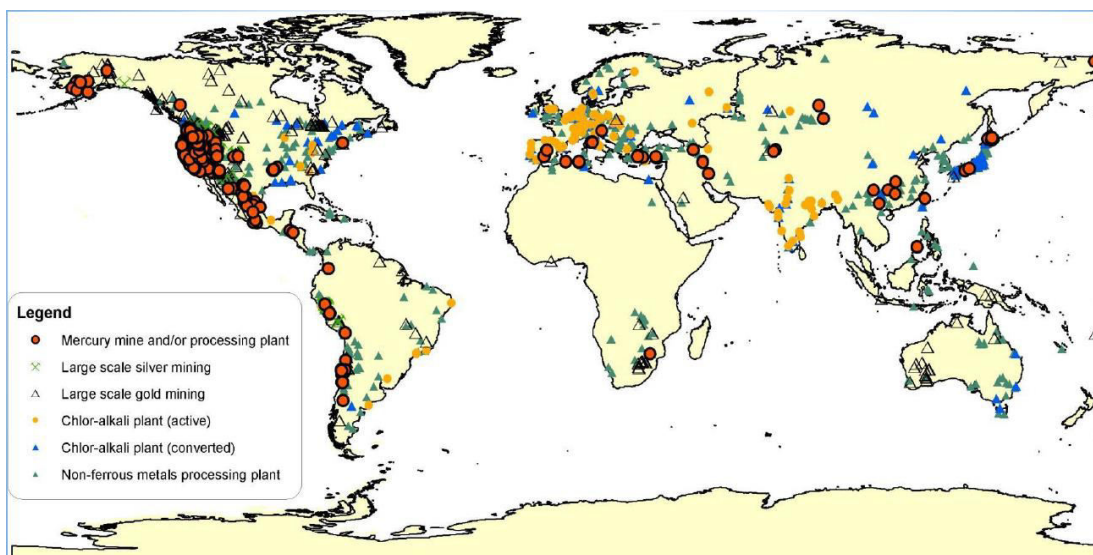 Legend
Mercury mine and/or processing plant
Large scale silver mining
Large scale gold mining
Chlor-alkali plant (active)
Chlor-alkali plant (converted)
Non-ferrous metals processing plant